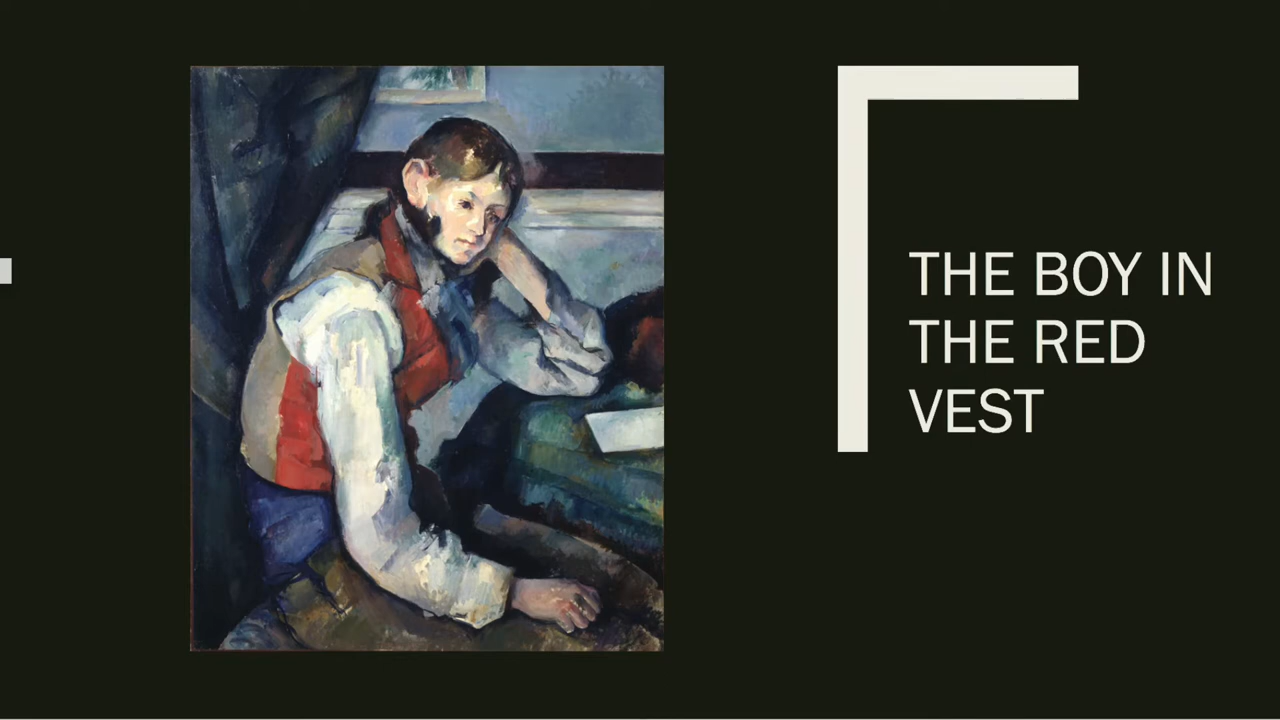 THE BOY IN
THE RED
VEST